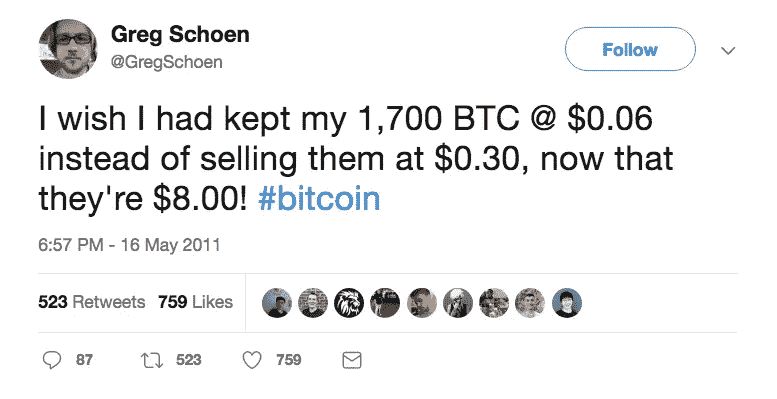 Greg Schoen
@GregSchoen
Follow
I wish I had kept my 1,700 BTC @ $0.06
instead of selling them at $0.30, now that
they're $8.00! #bitcoin
6:57 PM - 16 May 2011
523 Retweets 759 Likes
87 523 759